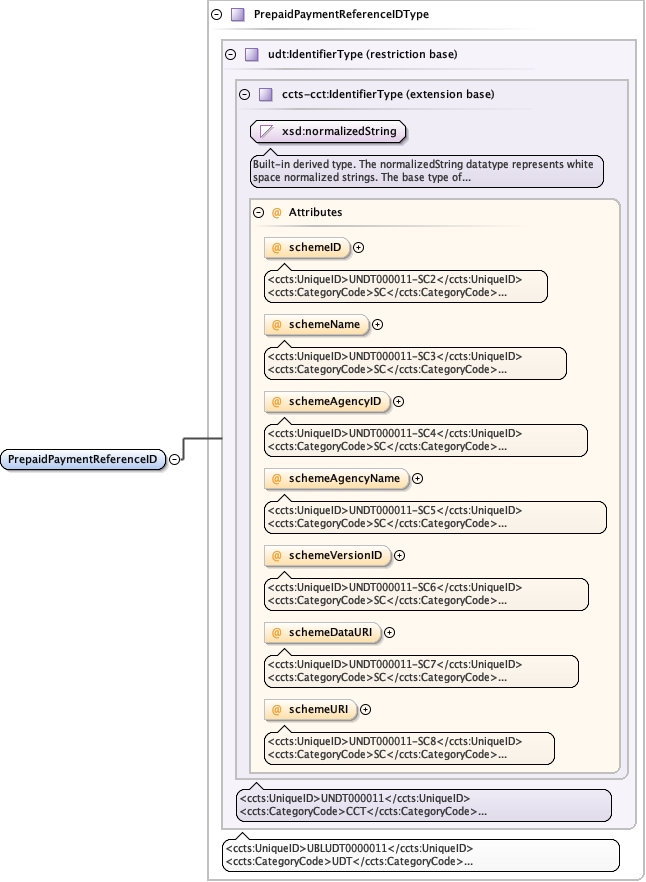 PrepaidPaymentReferenceIDType
udt:IdentifierType (restriction base)
ccts-cct:IdentifierType (extension base)
xsd:normalizedString
Built-in derived type. The normalizedString datatype represents white
space normalized strings. The base type of...
@ Attributes
@ schemeID
<ccts:UniqueID>UNDT000011-SC2</ccts:UniqueID>
<ccts:CategoryCode>SC</ccts:CategoryCode>...
@ schemeName
<ccts:UniqueID>UNDT000011-SC3</ccts:UniqueID>
<ccts:CategoryCode>SC</ccts:CategoryCode>...
@ schemeAgencyID
<ccts:UniqueID>UNDT000011-SC4</ccts:UniqueID>
<ccts:CategoryCode>SC</ccts:CategoryCode>...
PrepaidPaymentReferenceID
@ schemeAgencyName
<ccts:UniqueID>UNDT000011-SC5</ccts:UniqueID>
<ccts:CategoryCode>SC</ccts:CategoryCode>...
@ schemeVersionID
<ccts:UniqueID>UNDT000011-SC6</ccts:UniqueID>
<ccts:CategoryCode>SC</ccts:CategoryCode>...
@ schemeDataURI
<ccts:UniqueID>UNDT000011-SC7</ccts:UniqueID>
<ccts:CategoryCode>SC</ccts:CategoryCode>...
@ schemeURI
<ccts:UniqueID>UNDT000011-SC8</ccts:UniqueID>
<ccts:CategoryCode>SC</ccts:CategoryCode>...
<ccts:UniqueID>UNDT000011</ccts:UniqueID>
<ccts:CategoryCode>CCT</ccts:CategoryCode>...
<ccts:UniqueID>UBLUDT0000011</ccts:UniqueID>
<ccts:CategoryCode>UDT</ccts:CategoryCode>...